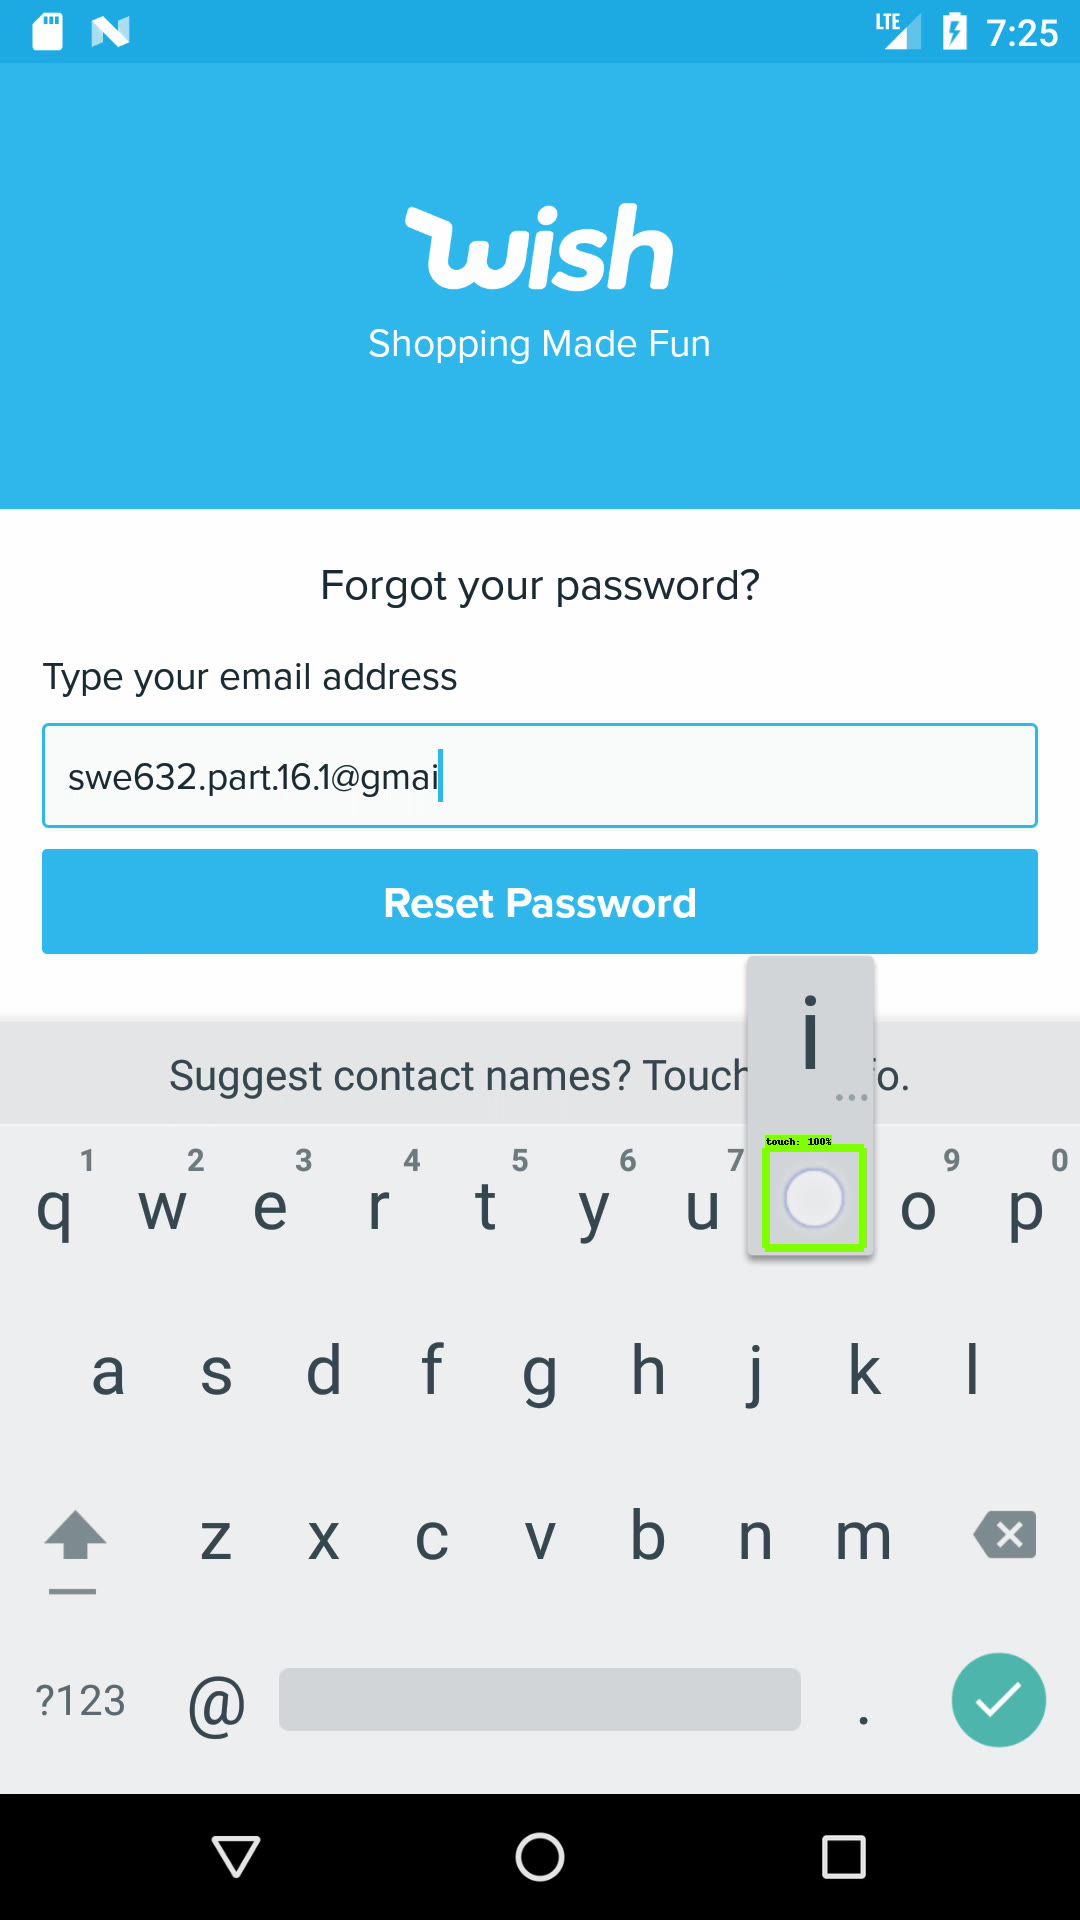 LTE 7:25
wish
Shopping Made Fun
Forgot your password?
Type your email address
swe632.part.16.1@gmai
Reset Password
i
Suggest contact names? Touch fo.
...
touch: 100%
1 2 3 4 5 6 7 9 0
q w e r t y u o p
a s d f g h j k l
z x c v b n m
?123 @ .